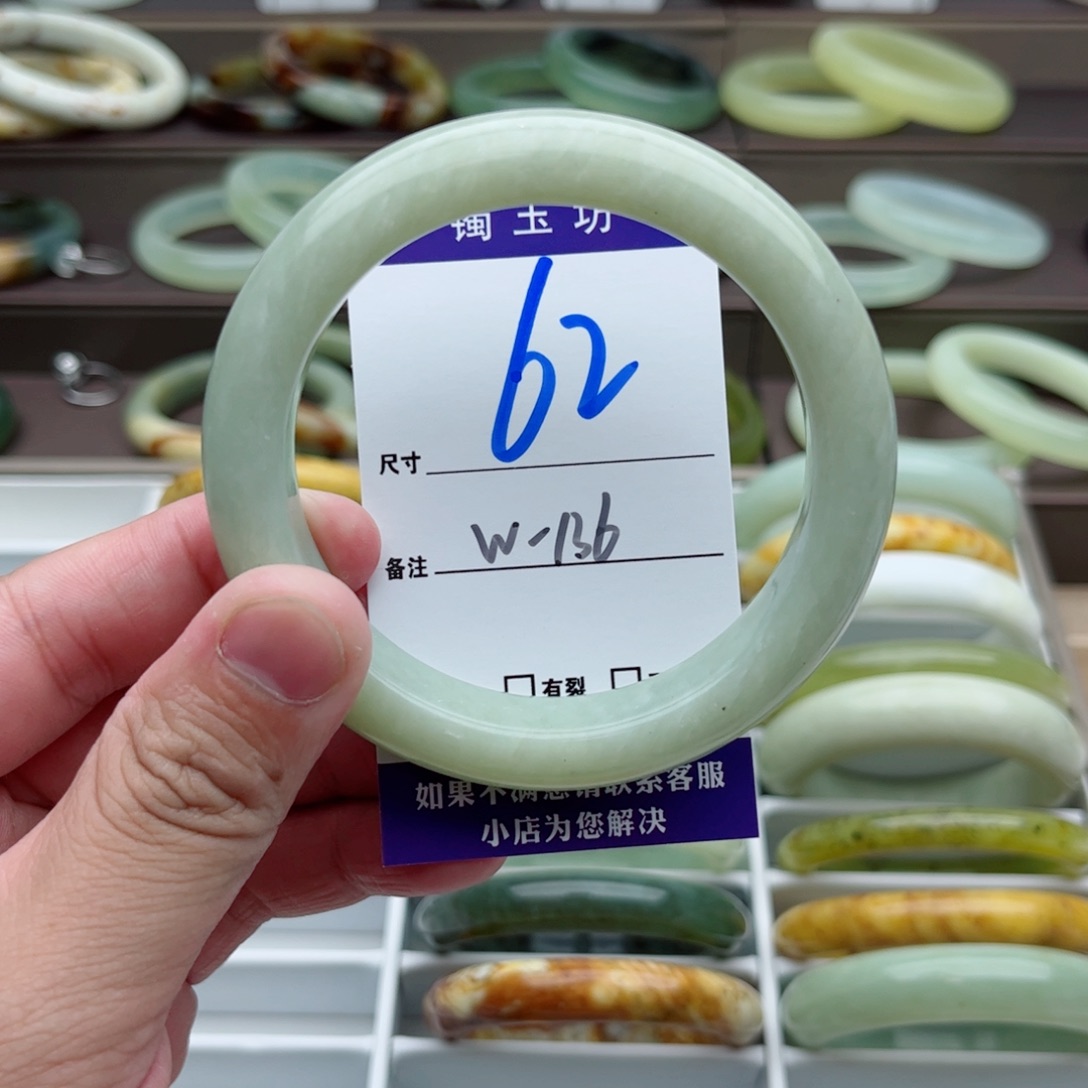 镯玉坊
62
尺寸
W-136
备注
有裂
如果不满意请联系客服
小店为您解决